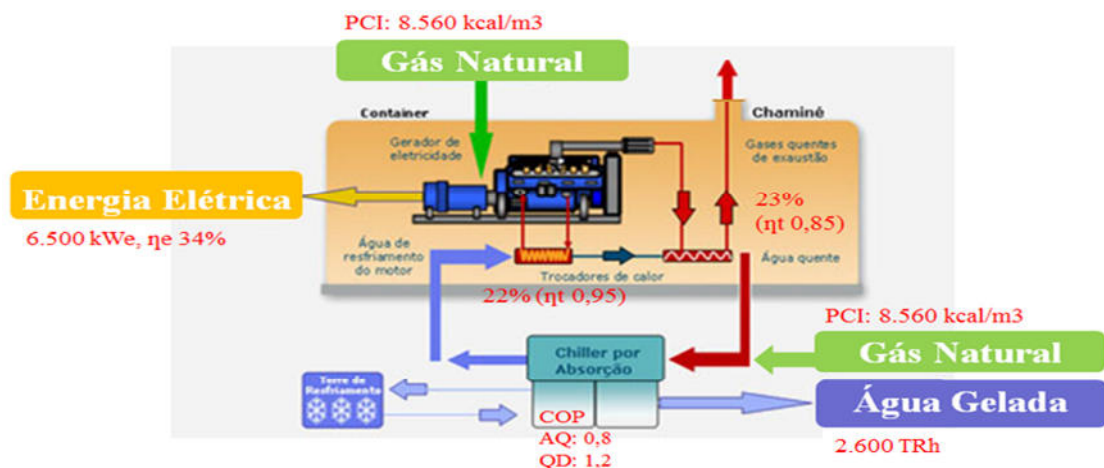 PCI: 8.560 kcal/m3
Gás Natural
Container
Chaminé
Gerador de
eletricidade
Gases quentes
de exaustão
Energia Elétrica
6.500 kWe, ηe 34%
23%
(ηt 0,85)
Água de
resfriamento
do motor
Água quente
Trocadores de calor
22% (ηt 0,95)
PCI: 8.560 kcal/m3
Gás Natural
Chiller por
Absorção
Torre de
Resfriamento
Água Gelada
COP
AQ: 0,8
QD: 1,2
2.600 TRh